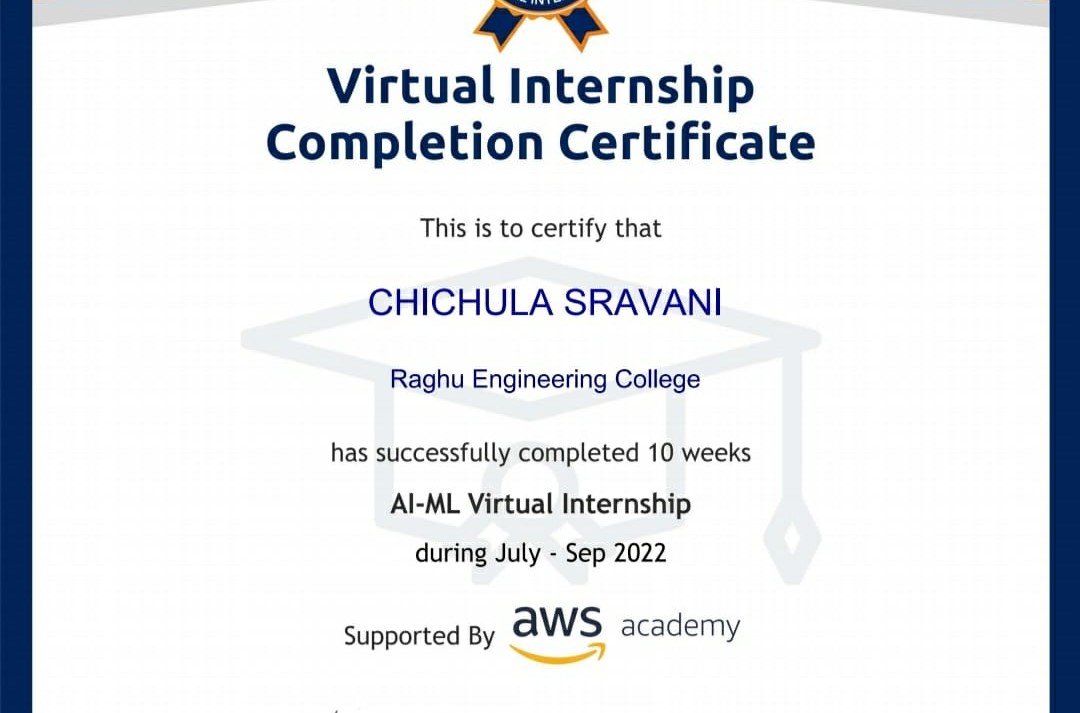 Virtual Internship
Completion Certificate
This is to certify that
CHICHULA SRAVANI
Raghu Engineering College
has successfully completed 10 weeks
AI-ML Virtual Internship
during July - Sep 2022
Supported By aws academy